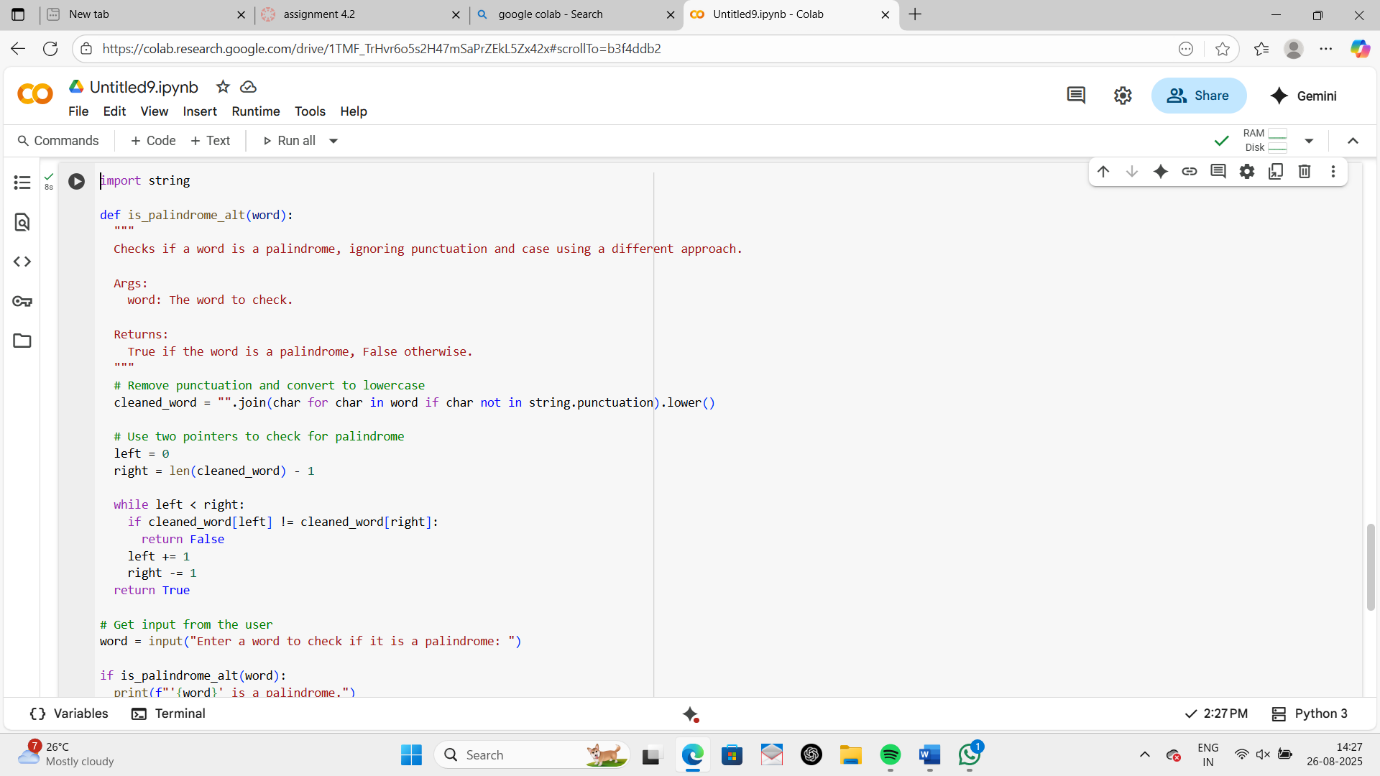 New tab
assignment 4.2
google colab - Search
Untitled9.ipynb - Colab
https://colab.research.google.com/drive/1TMF_TrHvr6o5s2H47mSaPrZEkL5Zx42x#scrollTo=b3f4ddb2
Untitled9.ipynb
File Edit View Insert Runtime Tools Help
Share
Gemini
Commands + Code + Text Run all
RAM
Disk
8s
import string
def is_palindrome_alt(word):
"""
Checks if a word is a palindrome, ignoring punctuation and case using a different approach.
Args:
word: The word to check.
Returns:
True if the word is a palindrome, False otherwise.
"""
# Remove punctuation and convert to lowercase
cleaned_word = "".join(char for char in word if char not in string.punctuation).lower()
# Use two pointers to check for palindrome
left = 0
right = len(cleaned_word) - 1
while left < right:
if cleaned_word[left] != cleaned_word[right]:
return False
left += 1
right -= 1
return True
# Get input from the user
word = input("Enter a word to check if it is a palindrome: ")
if is_palindrome_alt(word):
print(f"'{word}' is a palindrome.")
Variables Terminal
2:27 PM Python 3
7
26°C
Mostly cloudy
Search
1
ENG
IN
14:27
26-08-2025